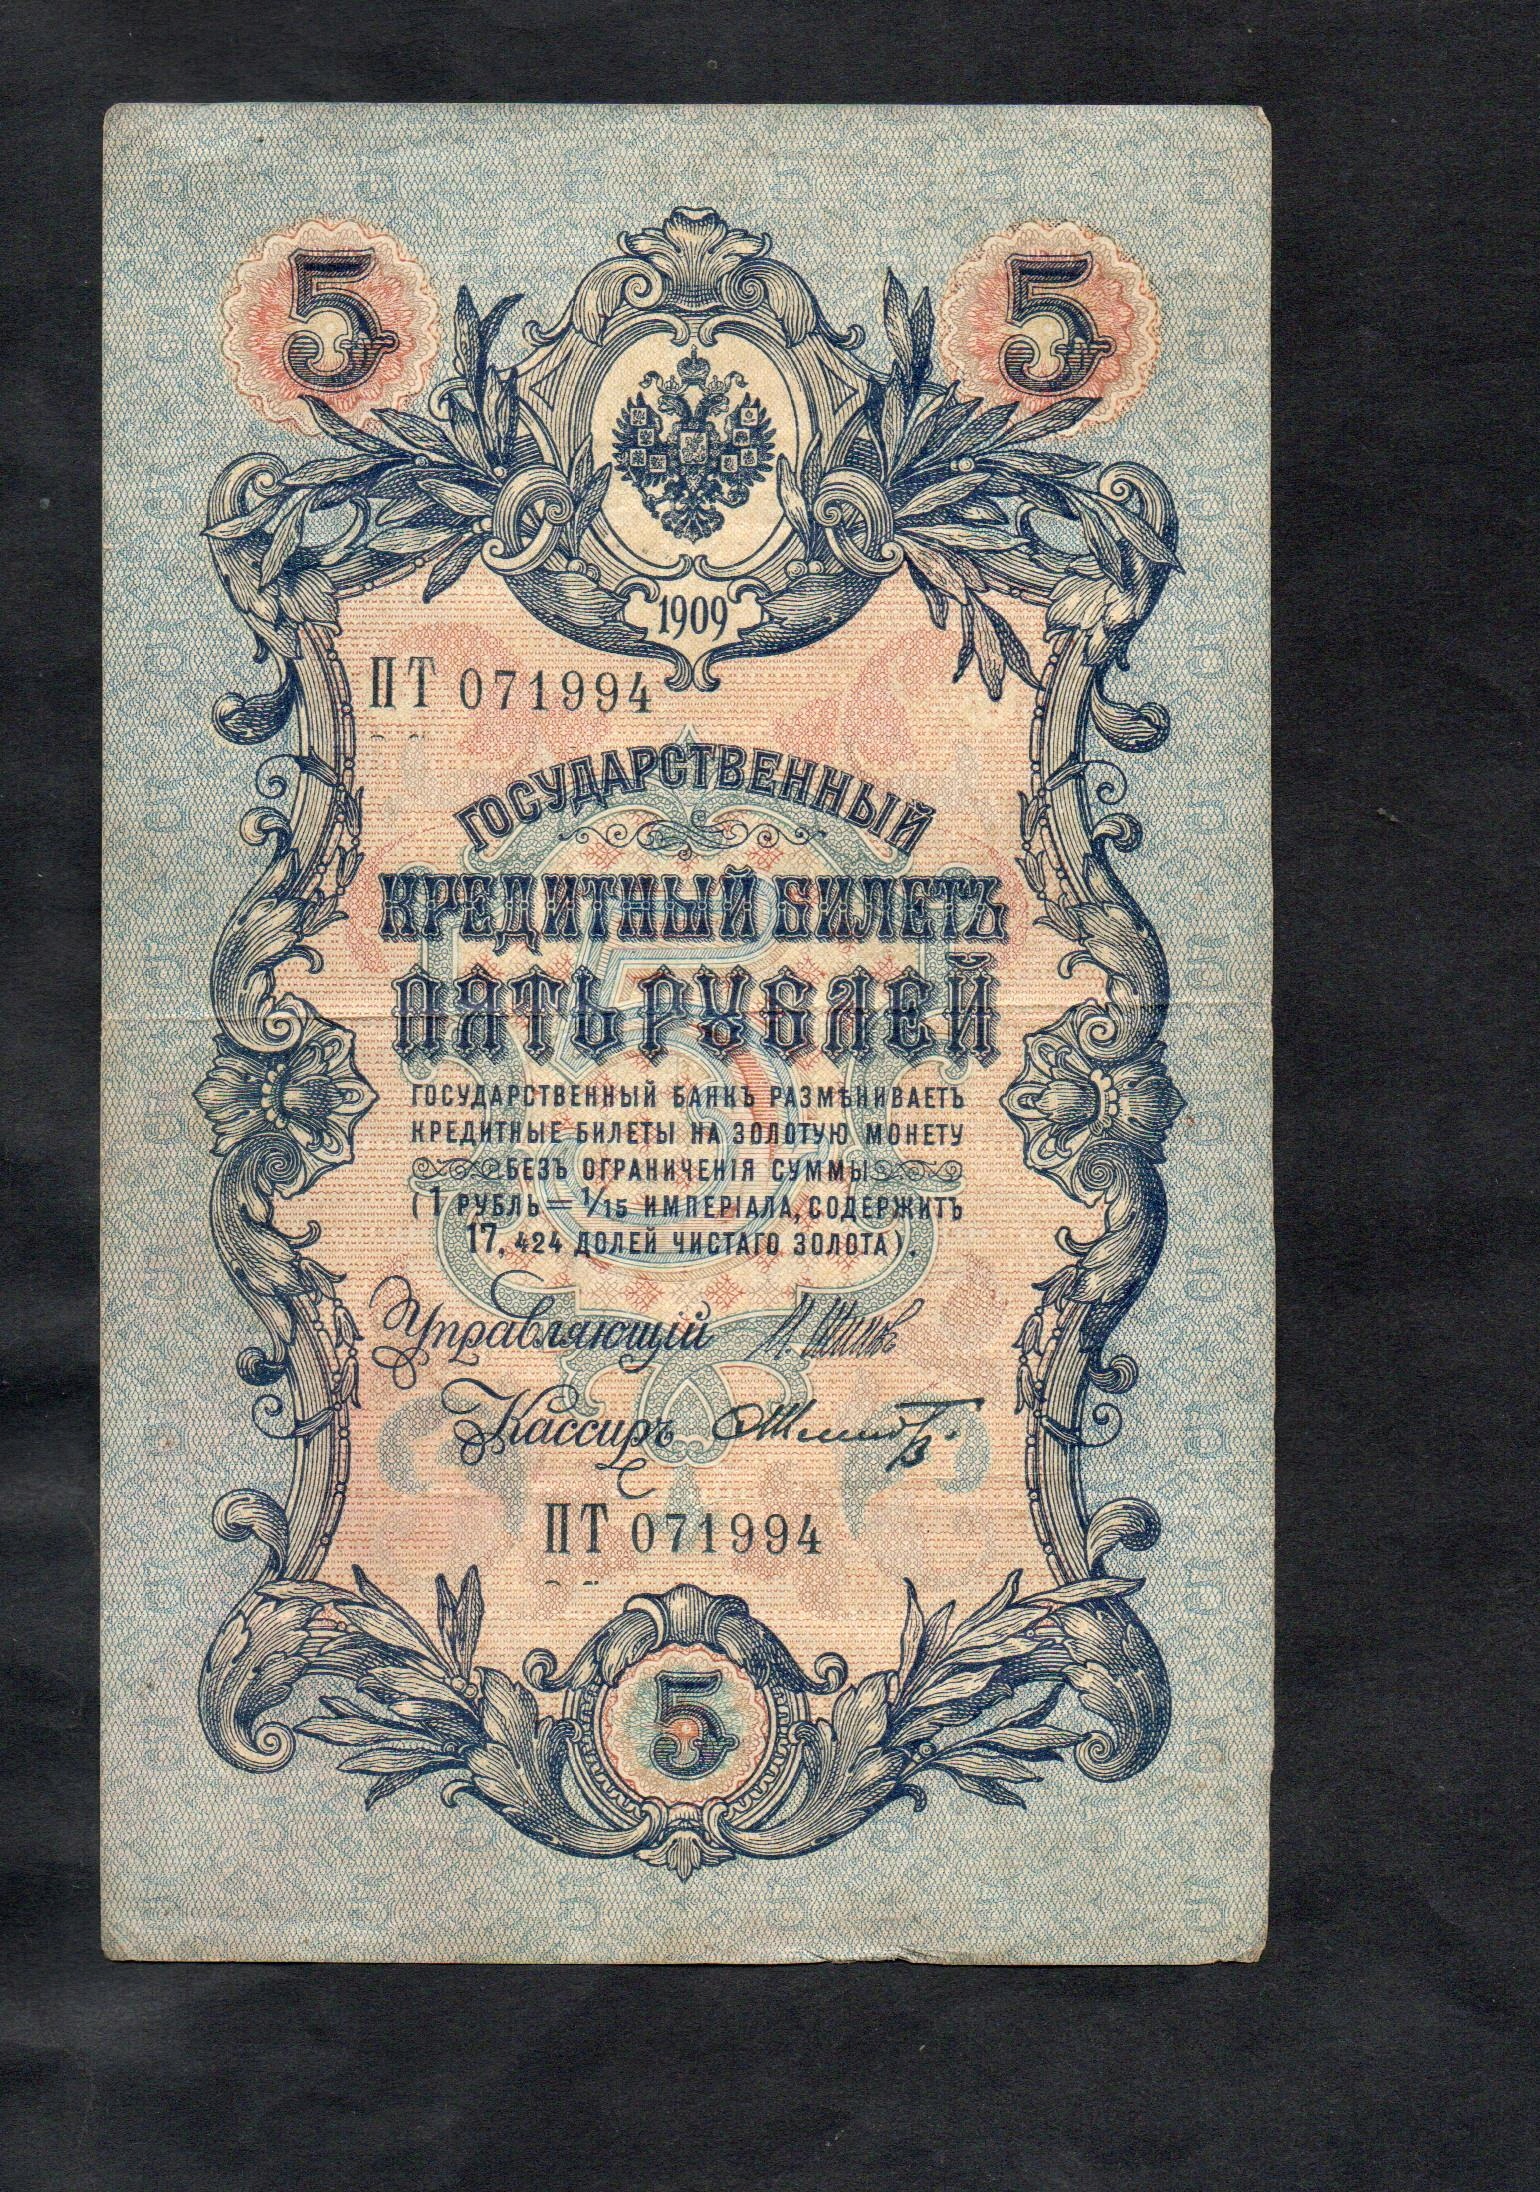 5 5
1909
ПТ 071994
ГОСУДАРСТВЕННЫЙ
КРЕДИТНЫЙ БИЛЕТЪ
ПЯТЬ РУБЛЕЙ
ГОСУДАРСТВЕННЫЙ БАНКЪ РАЗМѢНИВАЕТЪ
КРЕДИТНЫЕ БИЛЕТЫ НА ЗОЛОТУЮ МОНЕТУ
БЕЗЪ ОГРАНИЧЕНІЯ СУММЫ
(1 РУБЛЬ = 1/15 ИМПЕРІАЛА, СОДЕРЖИТЪ
17,424 ДОЛЕЙ ЧИСТАГО ЗОЛОТА).
Управляющій
Кассиръ
ПТ 071994
5